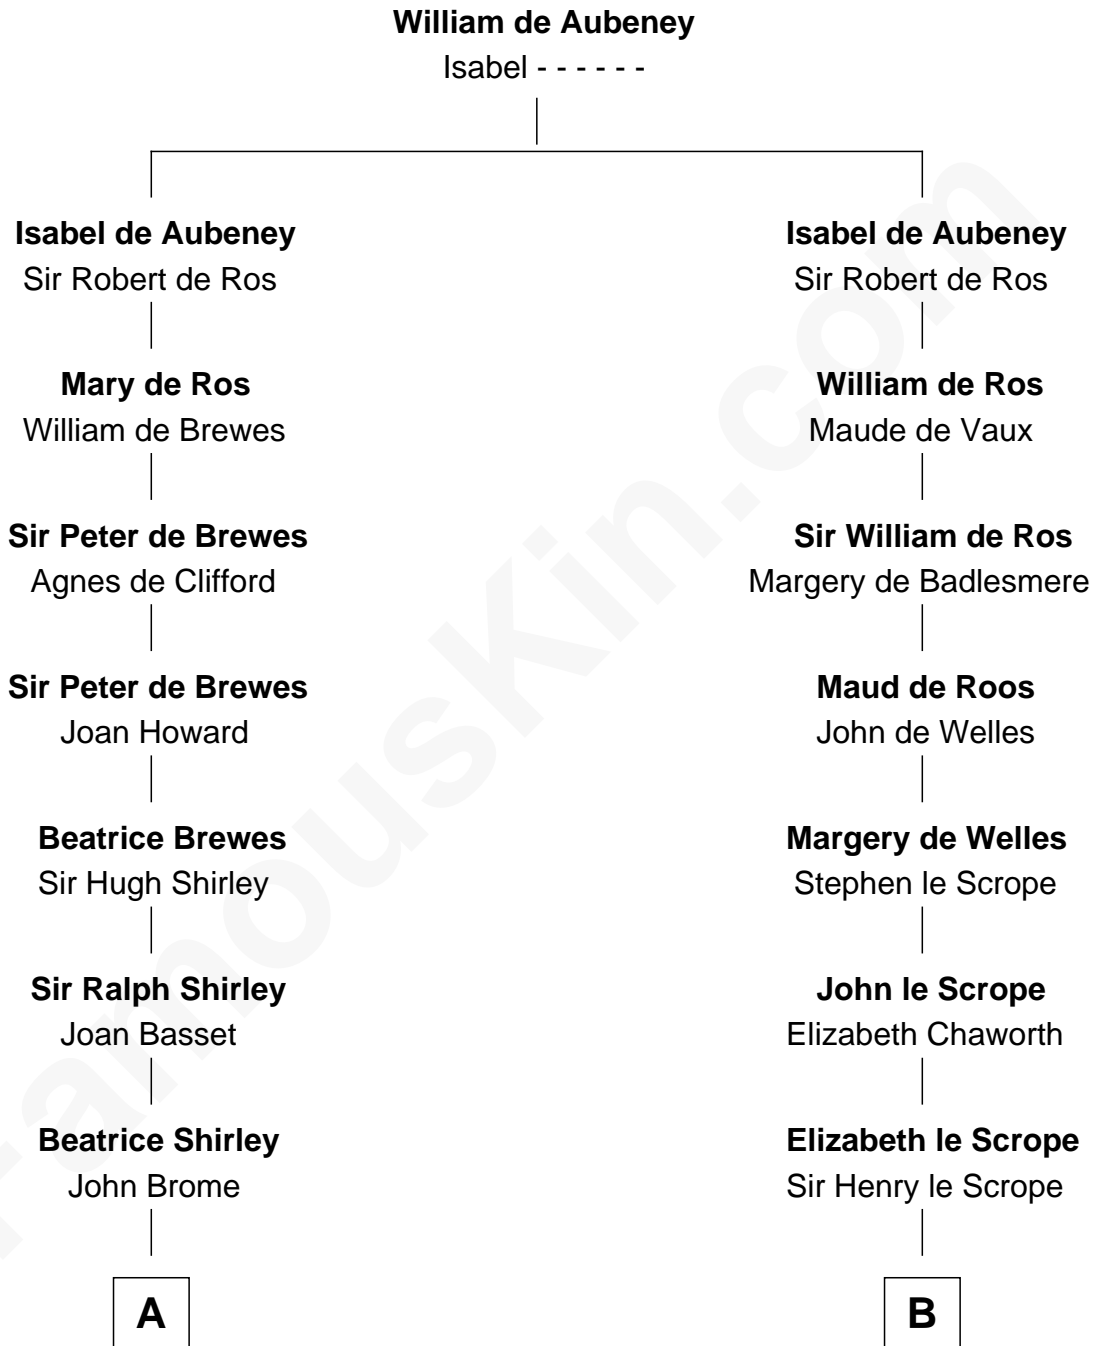 William de Aubeney
Isabel - - - - - -
Isabel de Aubeney
Sir Robert de Ros
Mary de Ros
William de Brewes
Sir Peter de Brewes
Agnes de Clifford
Sir Peter de Brewes
Joan Howard
Beatrice Brewes
Sir Hugh Shirley
Sir Ralph Shirley
Joan Basset
Beatrice Shirley
John Brome
A
Isabel de Aubeney
Sir Robert de Ros
William de Ros
Maude de Vaux
Sir William de Ros
Margery de Badlesmere
Maud de Roos
John de Welles
Margery de Welles
Stephen le Scrope
John le Scrope
Elizabeth Chaworth
Elizabeth le Scrope
Sir Henry le Scrope
B
FamousKin.com